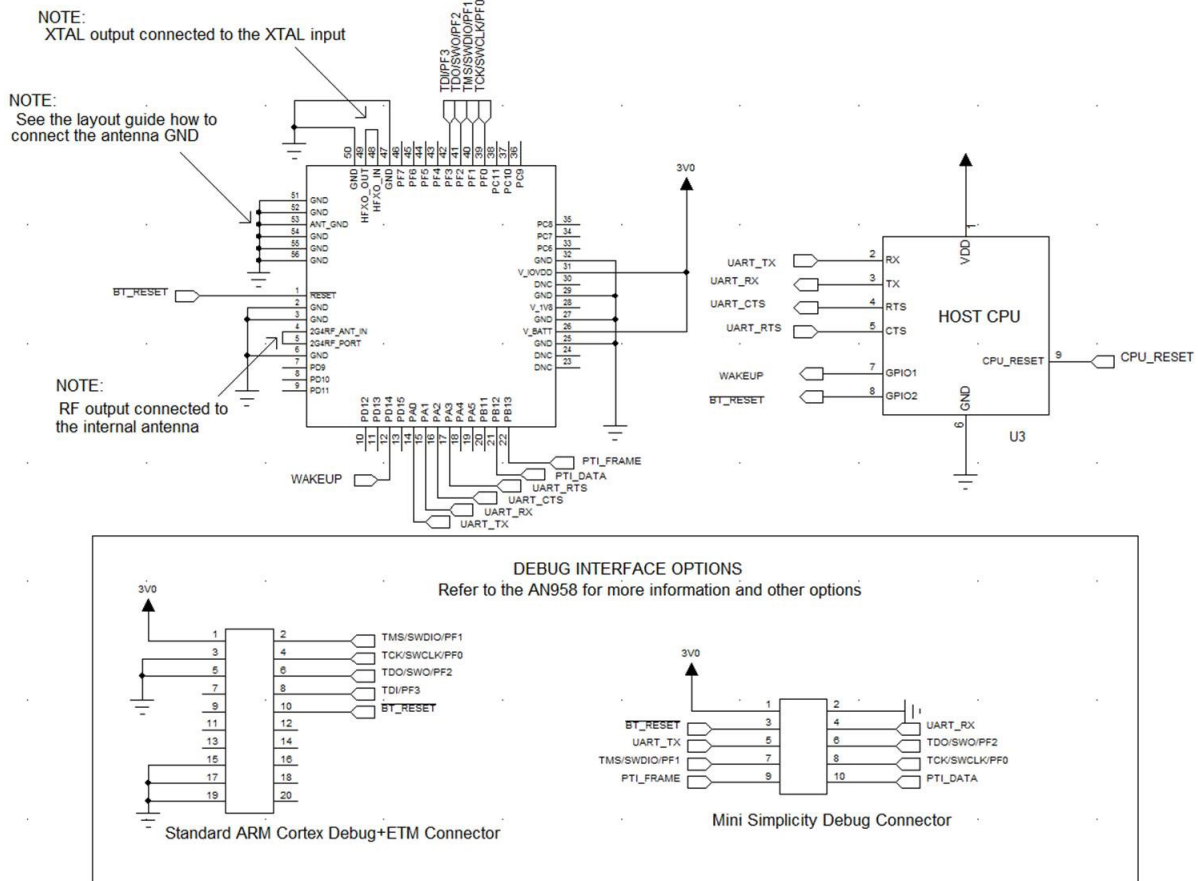 NOTE:
XTAL output connected to the XTAL input
NOTE:
See the layout guide how to
connect the antenna GND
TDI/PF3
TDO/SWO/PF2
TMS/SWDIO/PF1
TCK/SWCLK/PF0
50 49 48 47 46 45 44 43 42 41 40 39 38 37 36
GND HFXO_OUT HFXO_IN GND PF7 PF6 PF5 PF4 PF3 PF2 PF1 PF0 PC11 PC10 PC9
51 GND
52 GND
53 ANT_GND
54 GND
55 GND
56 GND
BT_RESET
1 RESET
2 GND
3 GND
4 2G4RF_ANT_IN
5 2G4RF_PORT
6 GND
7 PD9
8 PD10
9 PD11
NOTE:
RF output connected to
the internal antenna
3V0
PC8 35
PC7 34
PC6 33
GND 32
V_IOVDD 31
DNC 30
GND 29
V_1V8 28
GND 27
V_BATT 26
GND 25
DNC 24
DNC 23
PD12 PD13 PD14 PD15 PA0 PA1 PA2 PA3 PA4 PA5 PB11 PB12 PB13
10 11 12 13 14 15 16 17 18 19 20 21 22
WAKEUP
PTI_FRAME
PTI_DATA
UART_RTS
UART_CTS
UART_RX
UART_TX
1
VDD
UART_TX 2 RX
UART_RX 3 TX
UART_CTS 4 RTS
UART_RTS 5 CTS
HOST CPU
CPU_RESET 9 CPU_RESET
WAKEUP 7 GPIO1
BT_RESET 8 GPIO2
GND
6
U3
DEBUG INTERFACE OPTIONS
Refer to the AN958 for more information and other options
3V0
1 2 TMS/SWDIO/PF1
3 4 TCK/SWCLK/PF0
5 6 TDO/SWO/PF2
7 8 TDI/PF3
9 10 BT_RESET
11 12
13 14
15 16
17 18
19 20
Standard ARM Cortex Debug+ETM Connector
3V0
1 2
BT_RESET 3 4 UART_RX
UART_TX 5 6 TDO/SWO/PF2
TMS/SWDIO/PF1 7 8 TCK/SWCLK/PF0
PTI_FRAME 9 10 PTI_DATA
Mini Simplicity Debug Connector